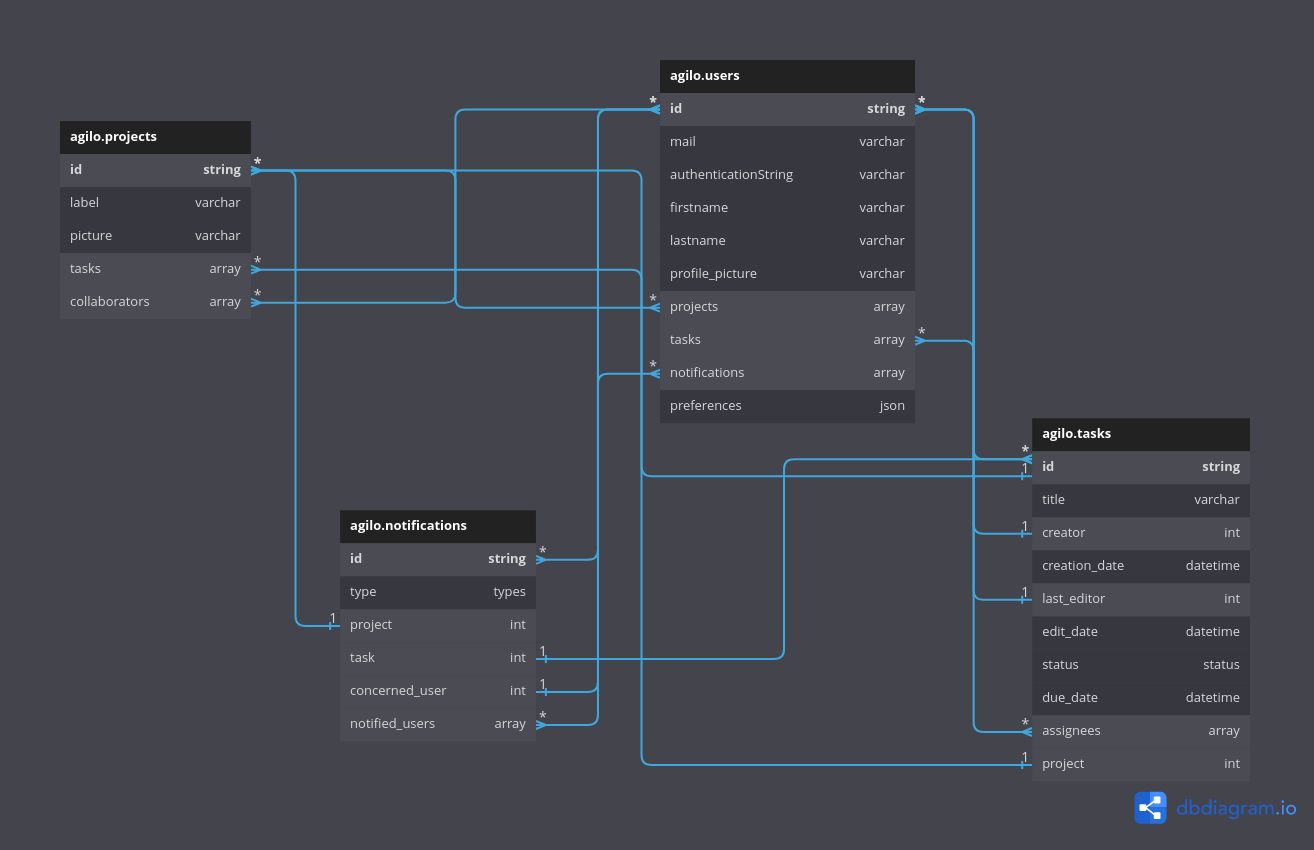 agilo.projects
id string
label varchar
picture varchar
tasks array
collaborators array
*
*
*
agilo.users
id string
mail varchar
authenticationString varchar
firstname varchar
lastname varchar
profile_picture varchar
projects array
tasks array
notifications array
preferences json
*
*
*
*
*
agilo.notifications
id string
type types
project int
task int
concerned_user int
notified_users array
*
1
1
1
*
agilo.tasks
id string
title varchar
creator int
creation_date datetime
last_editor int
edit_date datetime
status status
due_date datetime
assignees array
project int
*
1
1
1
*
1
dbdiagram.io